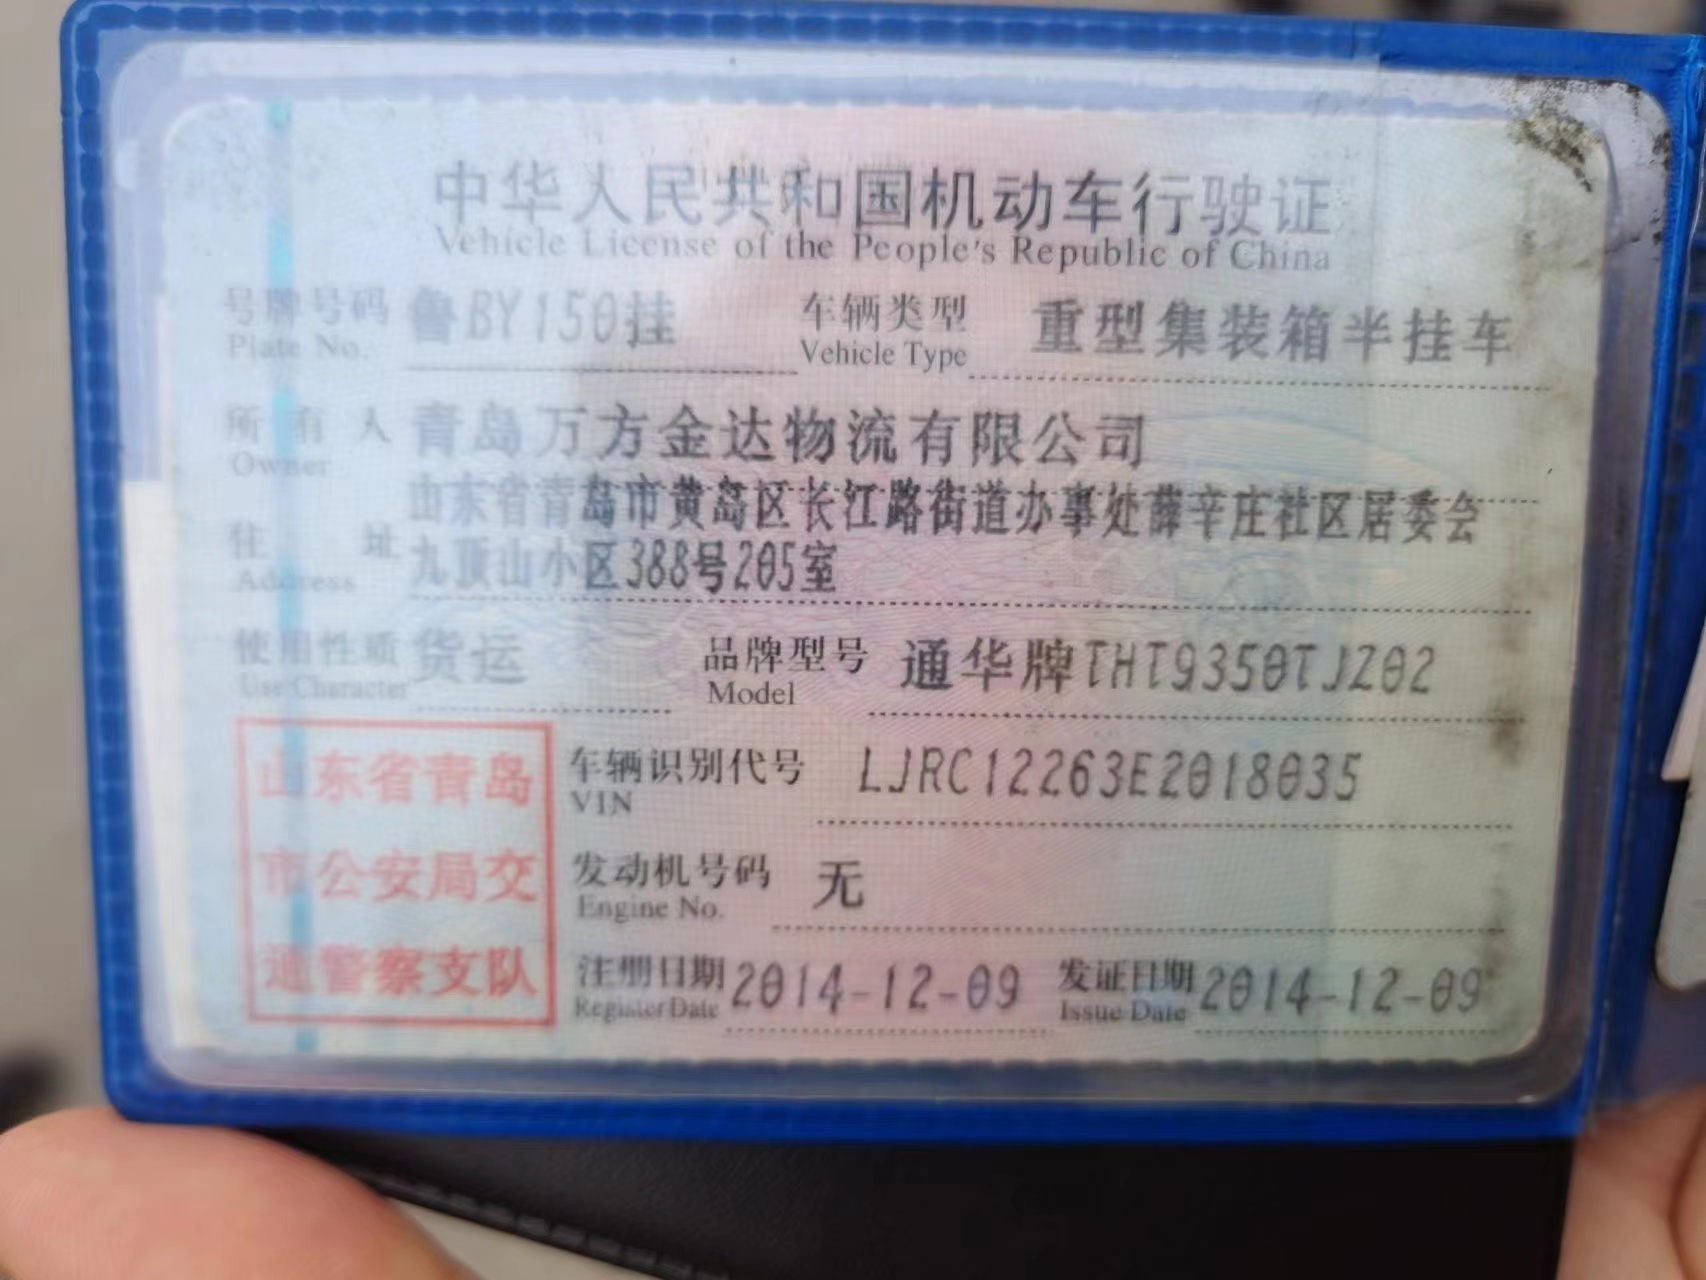 中华人民共和国机动车行驶证
Vehicle License of the People's Republic of China
号牌号码 鲁BY150挂 车辆类型 重型集装箱半挂车
Plate No. Vehicle Type
所有人 青岛万方金达物流有限公司
Owner
山东省青岛市黄岛区长江路街道办事处薛辛庄社区居委会
住址 九顶山小区388号205室
Address
使用性质 货运 品牌型号 通华牌THT9350TJZ02
Use Character Model
车辆识别代号 LJRC12263E2018035
VIN
发动机号码 无
Engine No.
注册日期 2014-12-09 发证日期 2014-12-09
Register Date Issue Date
山东省青岛
市公安局交
通警察支队